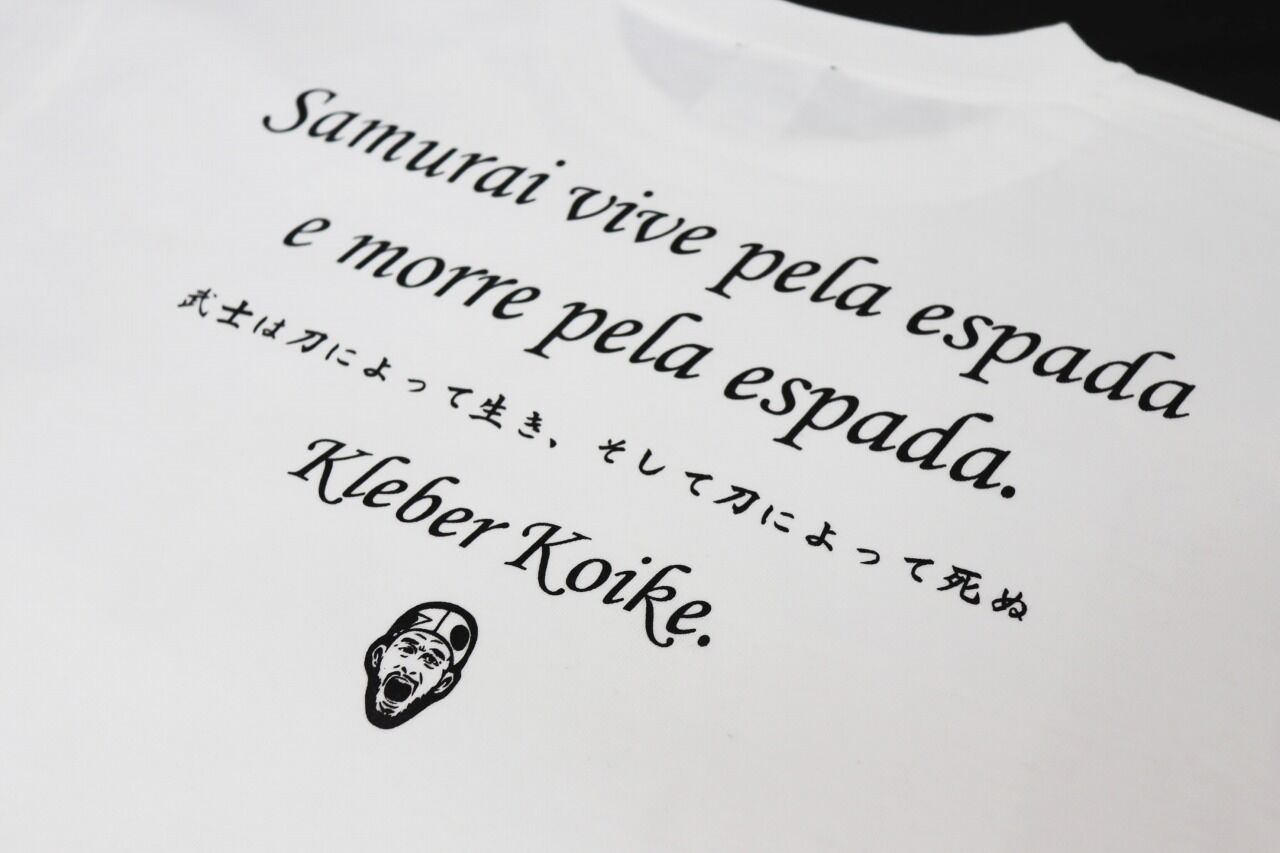 Samurai vive pela espada
e morre pela espada.
武士は刀によって生き、そして刀によって死ぬ
Kleber Koike.